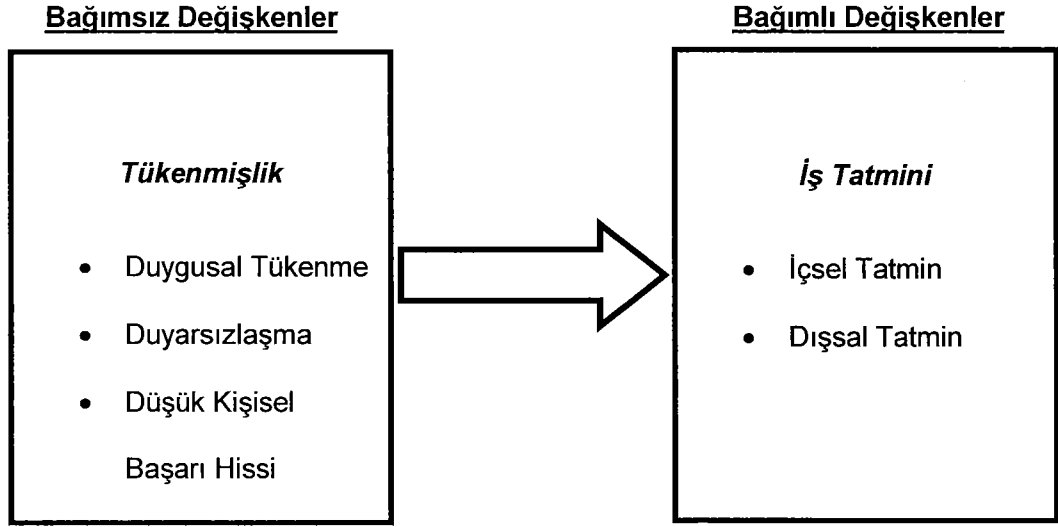 Bağımsız Değişkenler
Bağımlı Değişkenler
Tükenmişlik
• Duygusal Tükenme
• Duyarsızlaşma
• Düşük Kişisel
Başarı Hissi
İş Tatmini
• İçsel Tatmin
• Dışsal Tatmin